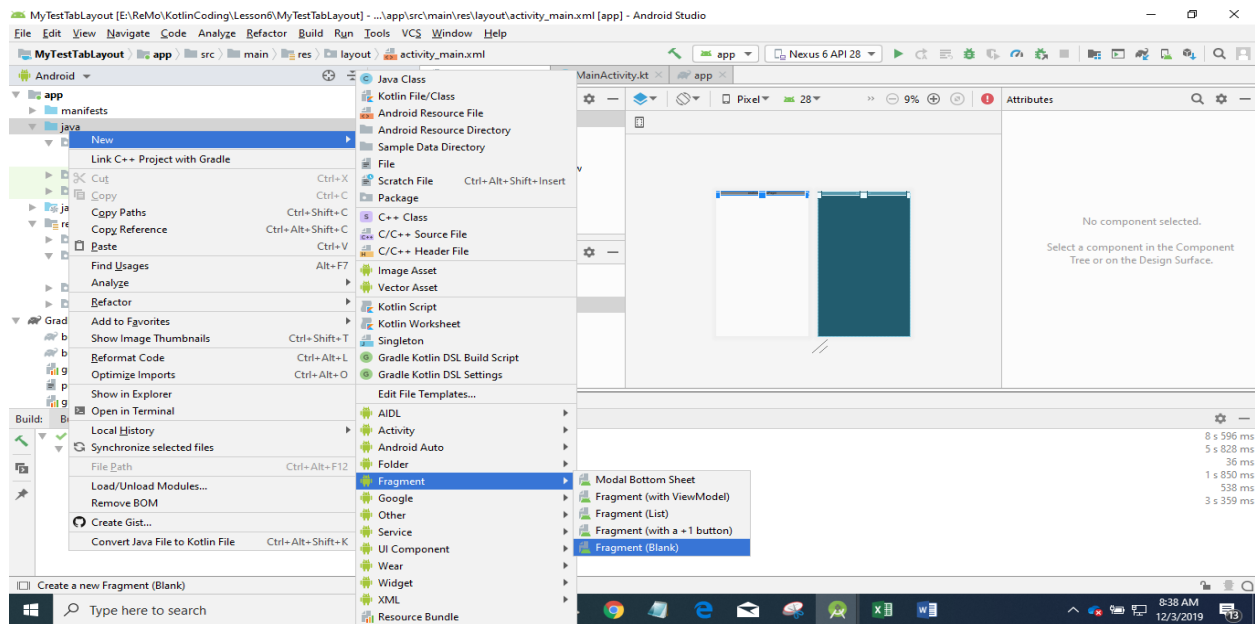 MyTestTabLayout [E:\ReMo\KotlinCoding\Lesson6\MyTestTabLayout] - ...\app\src\main\res\layout\activity_main.xml [app] - Android Studio
File Edit View Navigate Code Analyze Refactor Build Run Tools VCS Window Help
MyTestTabLayout app src main res layout activity_main.xml
app Nexus 6 API 28
Android
MainActivity.kt app
app
manifests
java
Pixel 28 9% Attributes
New
Link C++ Project with Gradle
Cut Ctrl+X
Copy Ctrl+C
Copy Paths Ctrl+Shift+C
Copy Reference Ctrl+Alt+Shift+C
Paste Ctrl+V
Find Usages Alt+F7
Analyze
Refactor
Add to Favorites
Show Image Thumbnails Ctrl+Shift+T
Reformat Code Ctrl+Alt+L
Optimize Imports Ctrl+Alt+O
Show in Explorer
Open in Terminal
Local History
Synchronize selected files
File Path Ctrl+Alt+F12
Load/Unload Modules...
Remove BOM
Create Gist...
Convert Java File to Kotlin File Ctrl+Alt+Shift+K
Java Class
Kotlin File/Class
Android Resource File
Android Resource Directory
Sample Data Directory
File
Scratch File Ctrl+Alt+Shift+Insert
Package
C++ Class
C/C++ Source File
C/C++ Header File
Image Asset
Vector Asset
Kotlin Script
Kotlin Worksheet
Singleton
Gradle Kotlin DSL Build Script
Gradle Kotlin DSL Settings
Edit File Templates...
AIDL
Activity
Android Auto
Folder
Fragment
Google
Other
Service
UI Component
Wear
Widget
XML
Resource Bundle
Modal Bottom Sheet
Fragment (with ViewModel)
Fragment (List)
Fragment (with a +1 button)
Fragment (Blank)
No component selected.
Select a component in the Component
Tree or on the Design Surface.
Build:
8 s 596 ms
5 s 828 ms
36 ms
1 s 850 ms
538 ms
3 s 359 ms
Create a new Fragment (Blank)
Type here to search
8:38 AM
12/3/2019
13